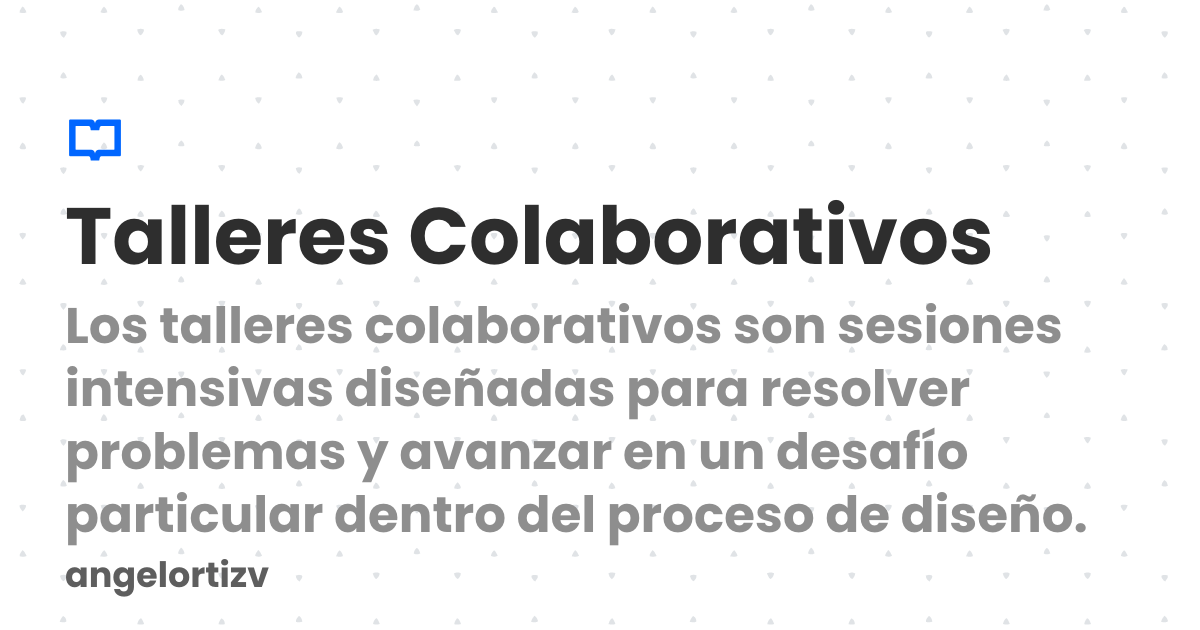 Talleres Colaborativos
Los talleres colaborativos son sesiones
intensivas diseñadas para resolver
problemas y avanzar en un desafío
particular dentro del proceso de diseño.
angelortizv